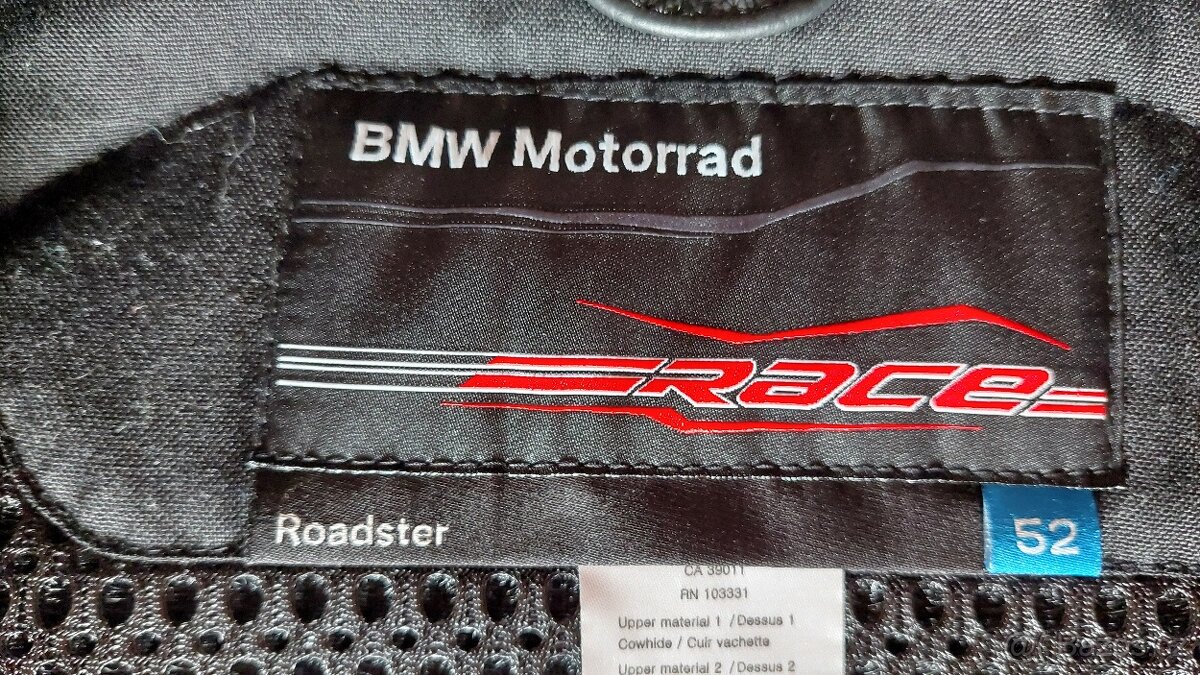 BMW Motorrad
race
Roadster
52
CA 39011
RN 103331
Upper material 1 / Dessus 1
Cowhide / Cuir vachette
Upper material 2 / Dessus 2